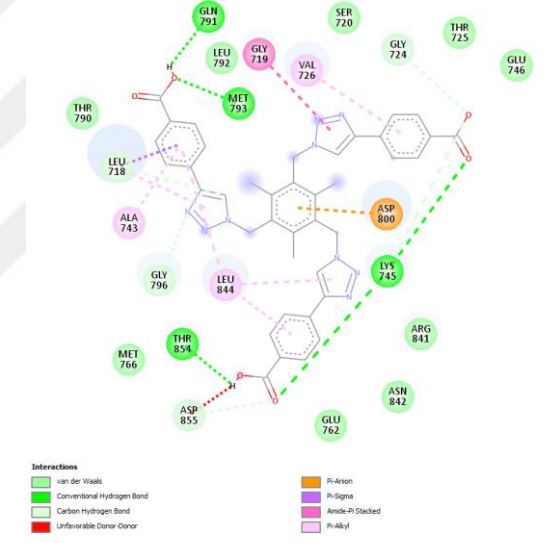 GLN
791
SER
720
THR
725
LEU
792
GLY
719
GLY
724
VAL
726
GLU
746
H
O
O
MET
793
THR
790
N
N
N
O
O
LEU
718
N
N
N
ASP
800
ALA
743
LYS
745
GLY
796
LEU
844
N
N
N
ARG
841
THR
854
MET
766
H
O
O
ASN
842
ASP
855
GLU
762
Interactions
van der Waals
Conventional Hydrogen Bond
Carbon Hydrogen Bond
Unfavorable Donor-Donor
Pi-Anion
Pi-Sigma
Amide-Pi Stacked
Pi-Alkyl